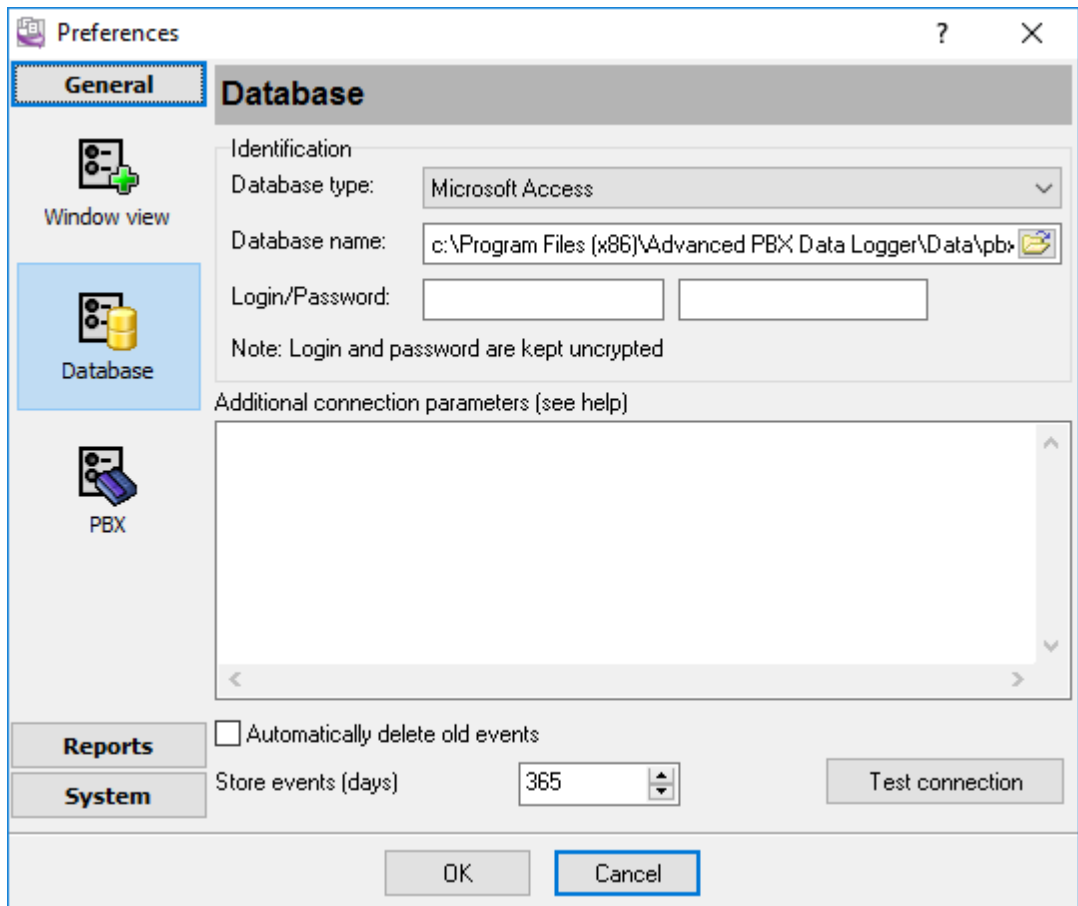 Preferences
General
Window view
Database
PBX
Reports
System
Database
Identification
Database type: Microsoft Access
Database name: c:\Program Files (x86)\Advanced PBX Data Logger\Data\pbx
Login/Password:
Note: Login and password are kept uncrypted
Additional connection parameters (see help)
Automatically delete old events
Store events (days) 365 Test connection
OK Cancel